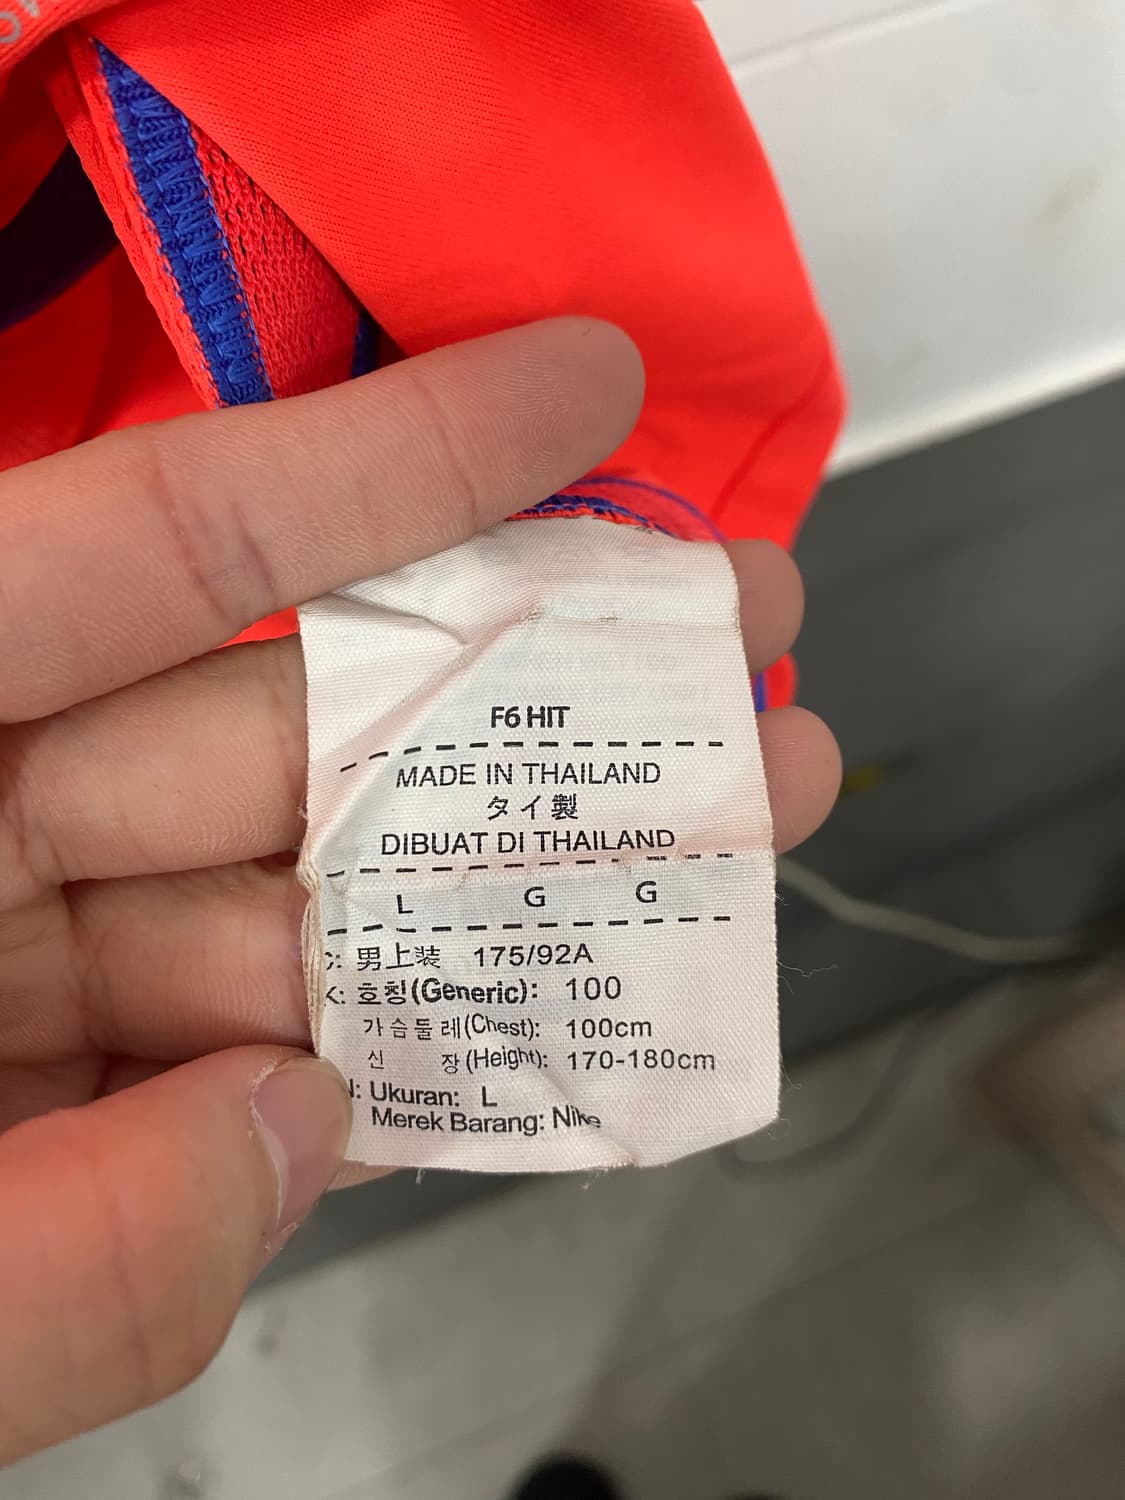 F6 HIT
MADE IN THAILAND
タイ製
DIBUAT DI THAILAND
L G G
C: 男上装 175/92A
K: 호칭(Generic): 100
가슴둘레(Chest): 100cm
신 장(Height): 170-180cm
Ukuran: L
Merek Barang: Nike